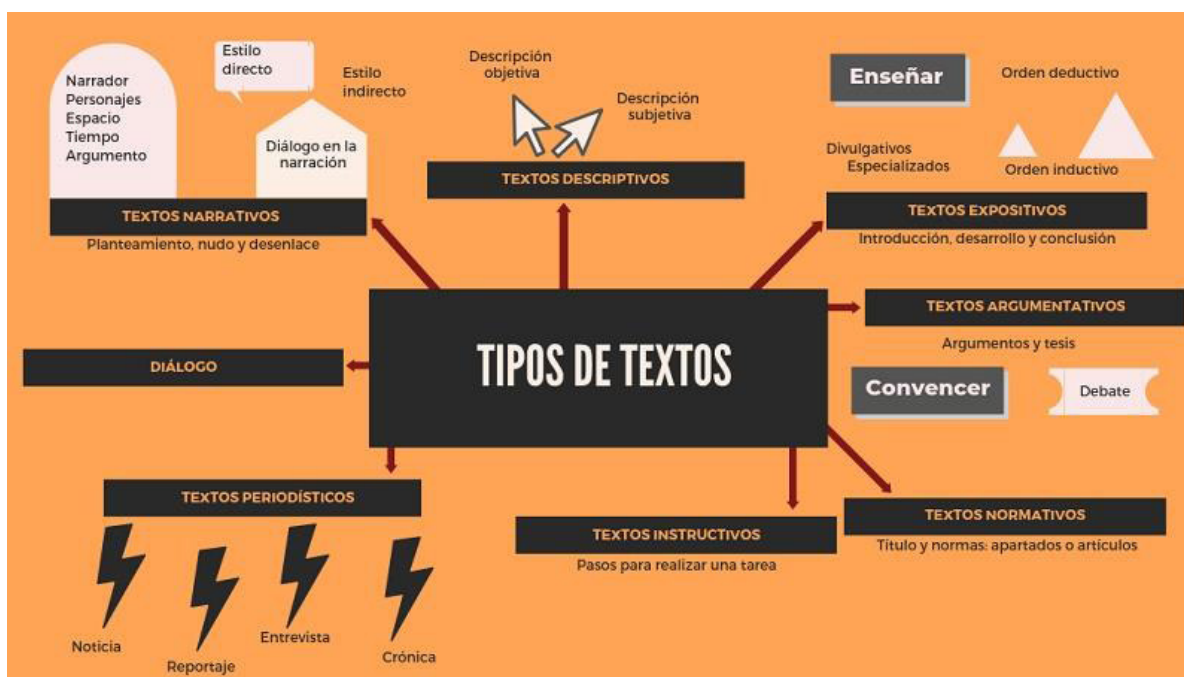 Narrador
Personajes
Espacio
Tiempo
Argumento
Estilo
directo
Estilo
indirecto
Diálogo en la
narración
TEXTOS NARRATIVOS
Planteamiento, nudo y desenlace
Descripción
objetiva
Descripción
subjetiva
TEXTOS DESCRIPTIVOS
Enseñar
Orden deductivo
Divulgativos
Especializados
Orden inductivo
TEXTOS EXPOSITIVOS
Introducción, desarrollo y conclusión
TIPOS DE TEXTOS
TEXTOS ARGUMENTATIVOS
Argumentos y tesis
Convencer
Debate
DIÁLOGO
TEXTOS PERIODÍSTICOS
Noticia
Reportaje
Entrevista
Crónica
TEXTOS INSTRUCTIVOS
Pasos para realizar una tarea
TEXTOS NORMATIVOS
Título y normas: apartados o artículos